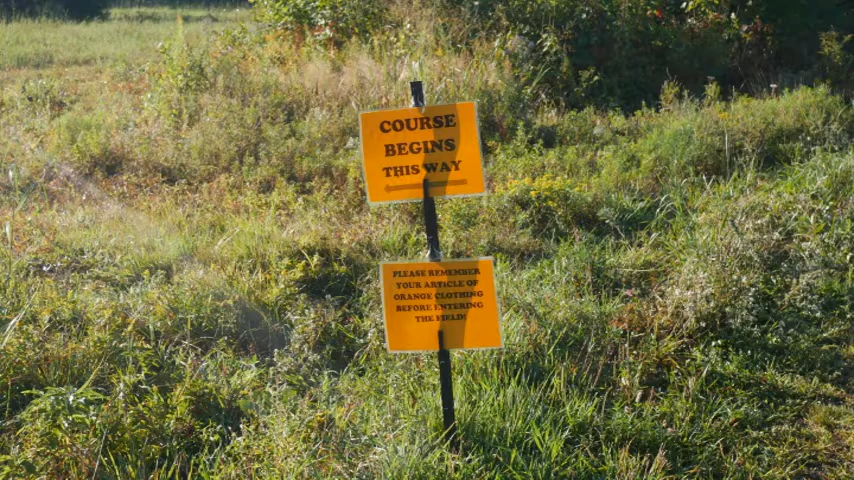 COURSE
BEGINS
THIS WAY
PLEASE REMEMBER
YOUR ARTICLE OF
ORANGE CLOTHING
BEFORE ENTERING
THE FIELD!